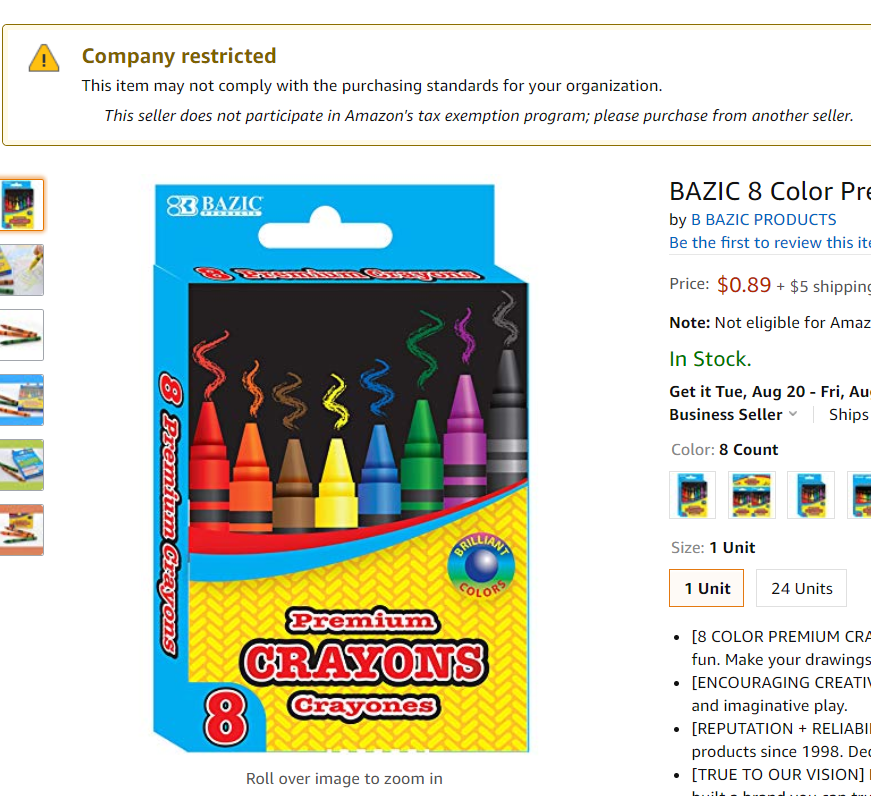 Company restricted
This item may not comply with the purchasing standards for your organization.
This seller does not participate in Amazon's tax exemption program; please purchase from another seller.
BAZIC
PRODUCTS
8 Premium Crayons
8 Premium Crayons
BRILLIANT
COLORS
Premium
CRAYONS
Crayones
8
Roll over image to zoom in
BAZIC 8 Color Pre
by B BAZIC PRODUCTS
Be the first to review this ite
Price: $0.89 + $5 shipping
Note: Not eligible for Amaz
In Stock.
Get it Tue, Aug 20 - Fri, Au
Business Seller
Ships
Color: 8 Count
Size: 1 Unit
1 Unit
24 Units
• [8 COLOR PREMIUM CRA
fun. Make your drawings
• [ENCOURAGING CREATIV
and imaginative play.
• [REPUTATION + RELIABI
products since 1998. Dec
• [TRUE TO OUR VISION]